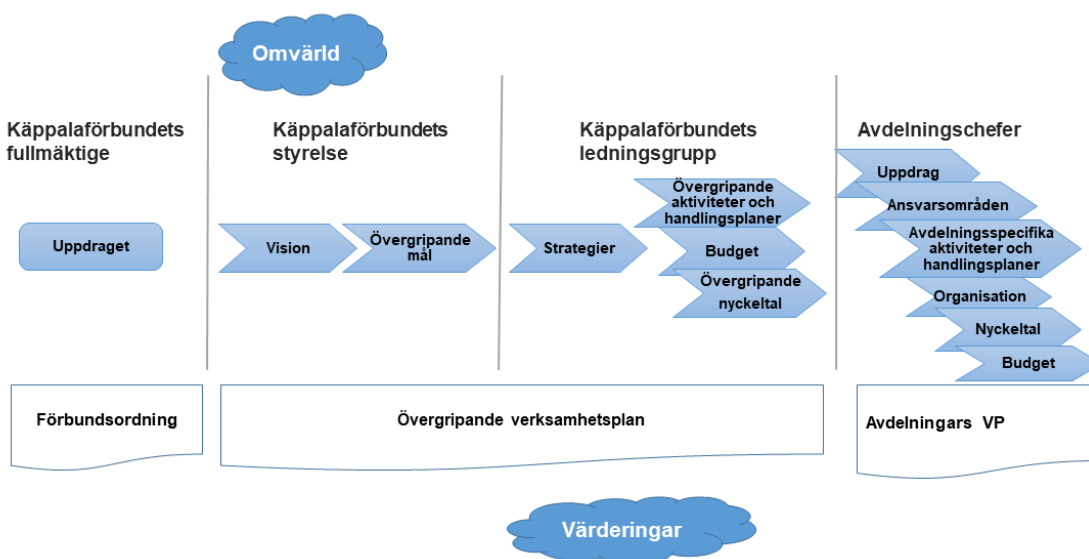 Omvärld
Käppalaförbundets
fullmäktige
Käppalaförbundets
styrelse
Käppalaförbundets
ledningsgrupp
Avdelningschefer
Uppdraget
Vision
Övergripande
mål
Strategier
Övergripande
aktiviteter och
handlingsplaner
Budget
Övergripande
nyckeltal
Uppdrag
Ansvarsområden
Avdelningsspecifika
aktiviteter och
handlingsplaner
Organisation
Nyckeltal
Budget
Förbundsordning
Övergripande verksamhetsplan
Avdelningars VP
Värderingar